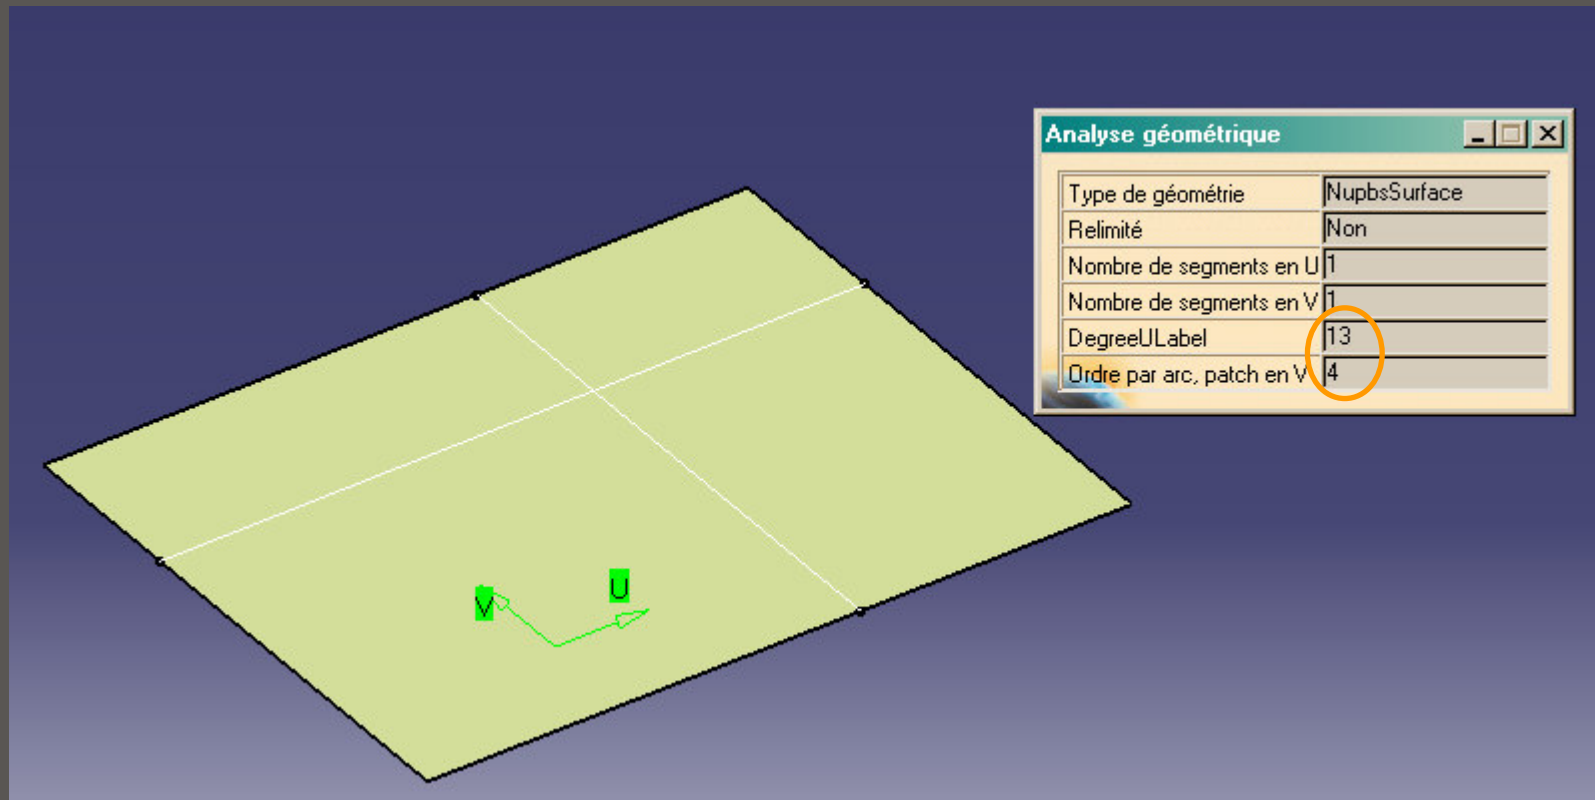 Analyse géométrique
Type de géométrie NupbsSurface
Relimité Non
Nombre de segments en U 1
Nombre de segments en V 1
DegreeULabel 13
Ordre par arc, patch en V 4
V U